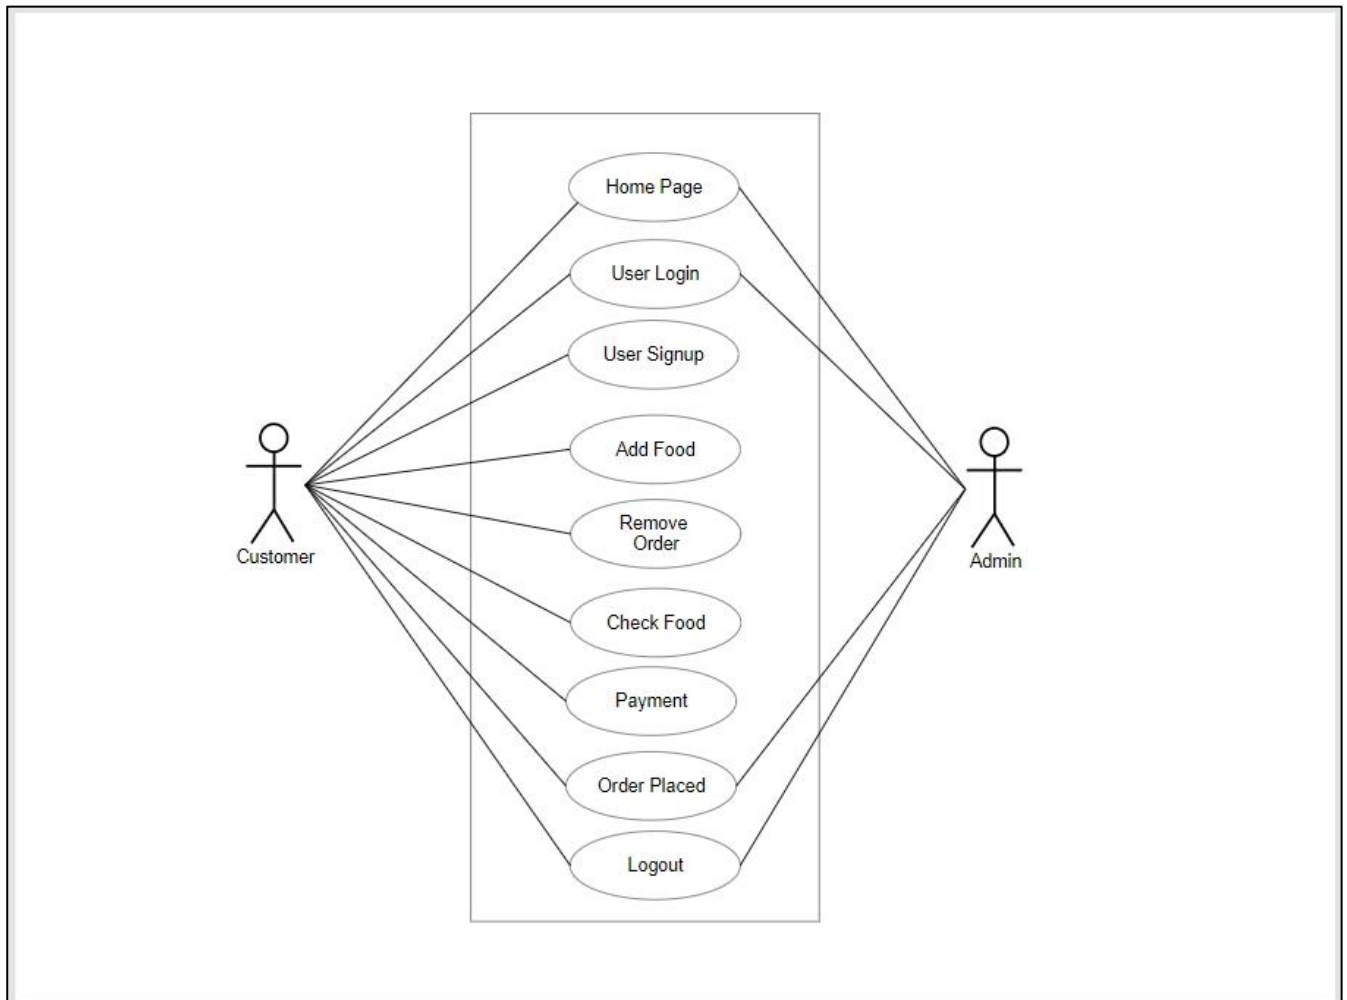 Home Page
User Login
User Signup
Add Food
Remove
Order
Check Food
Payment
Order Placed
Logout
Customer
Admin